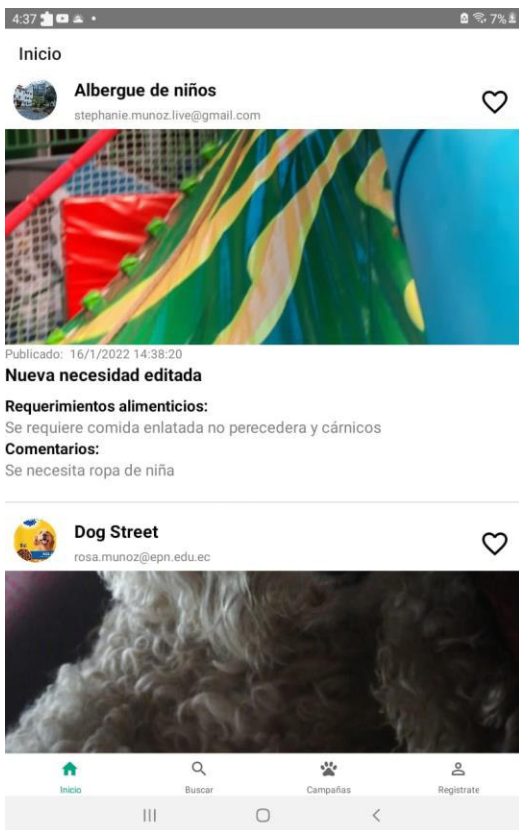 4:37
7%
Inicio
Albergue de niños
stephanie.munoz.live@gmail.com
Publicado: 16/1/2022 14:38:20
Nueva necesidad editada
Requerimientos alimenticios:
Se requiere comida enlatada no perecedera y cárnicos
Comentarios:
Se necesita ropa de niña
Dog Street
rosa.munoz@epn.edu.ec
Inicio
Buscar
Campañas
Registrate